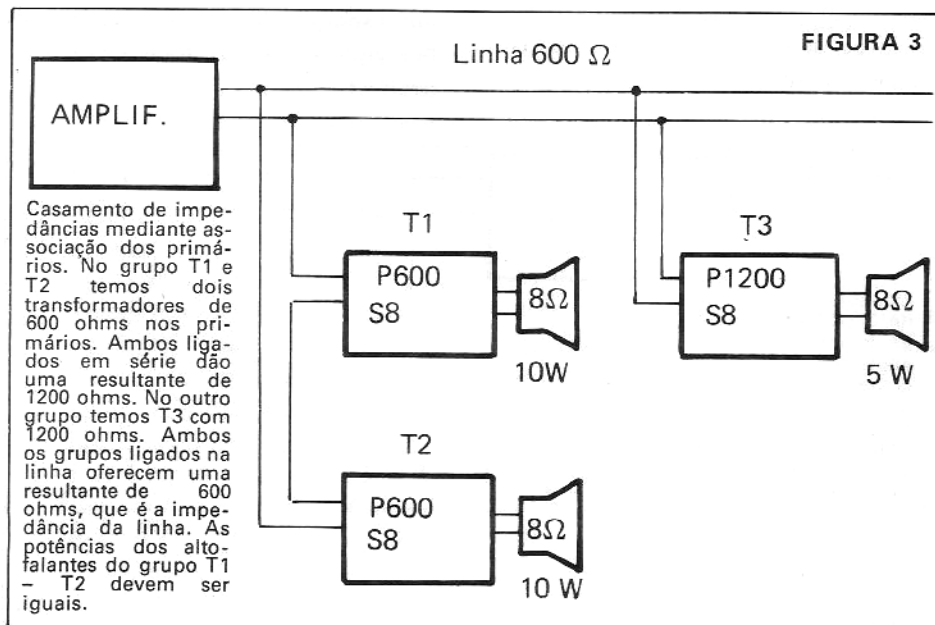 FIGURA 3
Linha 600 Ω
AMPLIF.
Casamento de impe-
dâncias mediante as-
sociação dos primá-
rios. No grupo T1 e
T2 temos dois
transformadores de
600 ohms nos pri-
mários. Ambos liga-
dos em série dão
uma resultante de
1200 ohms. No outro
grupo temos T3 com
1200 ohms. Ambos
os grupos ligados na
linha oferecem uma
resultante de 600
ohms, que é a impe-
dância da linha. As
potências dos alto-
falantes do grupo T1
– T2 devem ser
iguais.
T1
P600
S8
8Ω
10W
T2
P600
S8
8Ω
10 W
T3
P1200
S8
8Ω
5 W